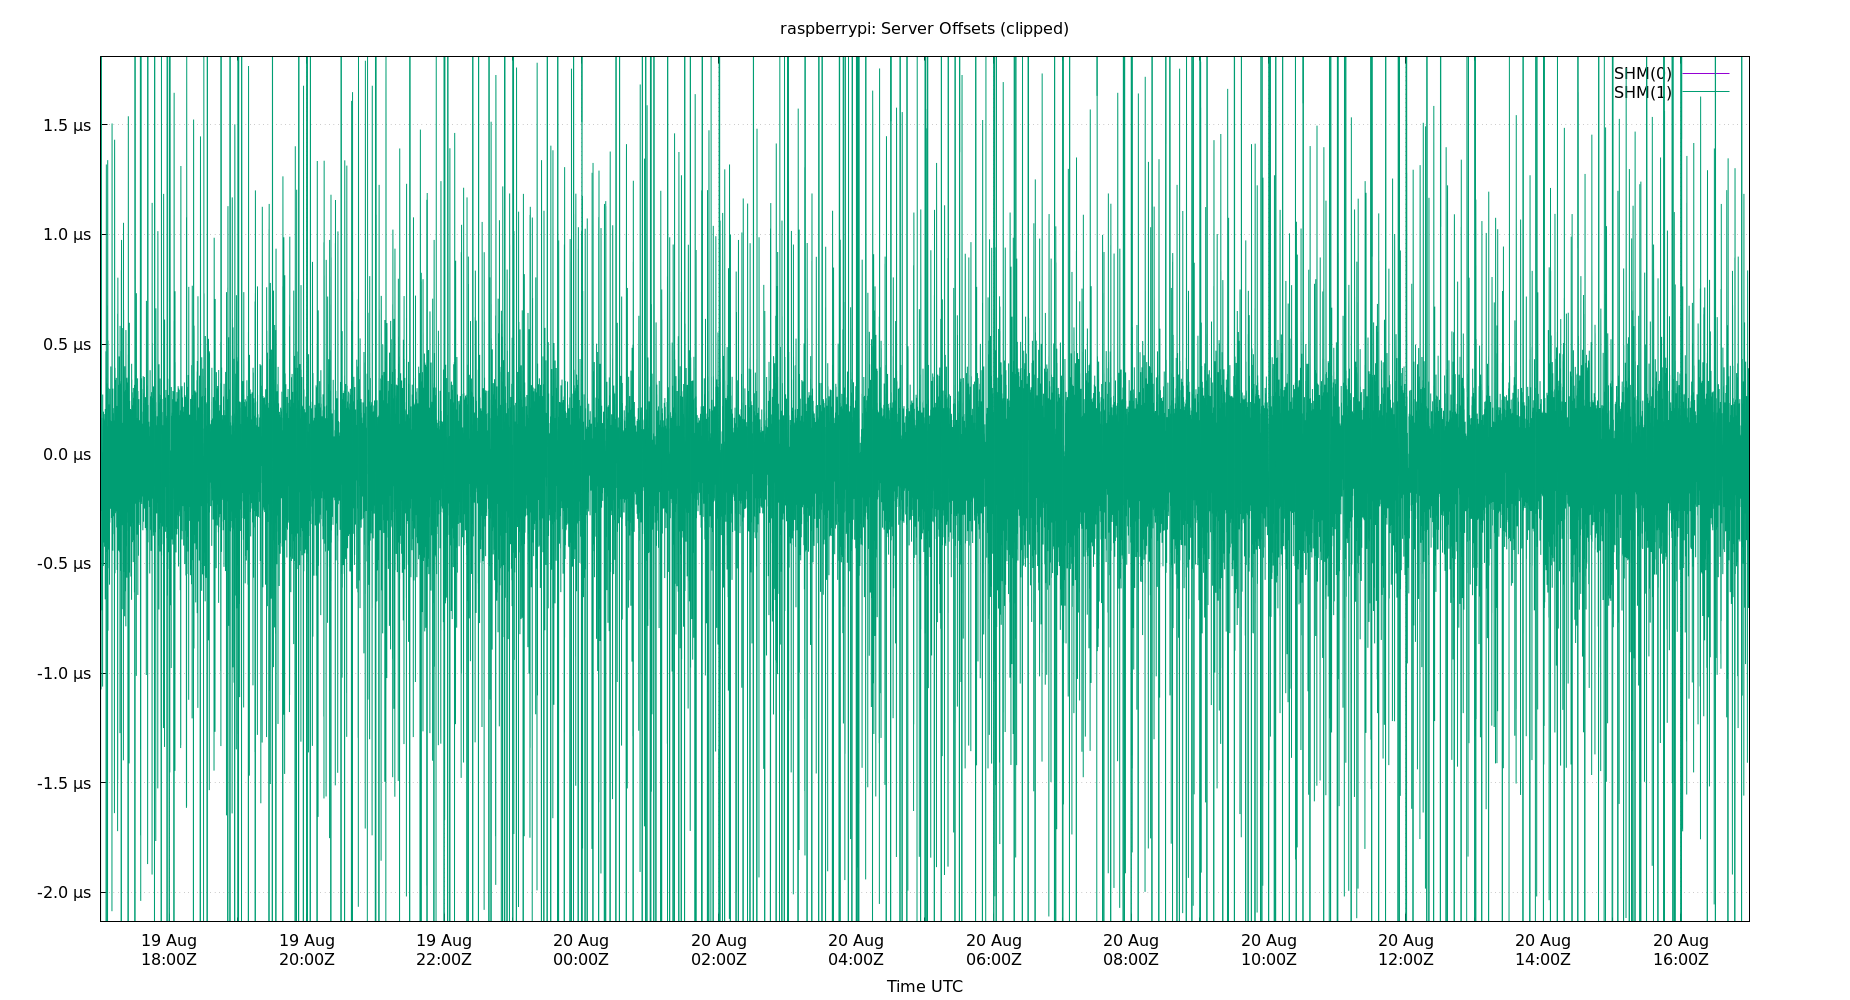 raspberrypi: Server Offsets (clipped)
SHM(0)
SHM(1)
1.5 µs
1.0 µs
0.5 µs
0.0 µs
-0.5 µs
-1.0 µs
-1.5 µs
-2.0 µs
19 Aug 19 Aug 19 Aug 20 Aug 20 Aug 20 Aug 20 Aug 20 Aug 20 Aug 20 Aug 20 Aug 20 Aug
18:00Z 20:00Z 22:00Z 00:00Z 02:00Z 04:00Z 06:00Z 08:00Z 10:00Z 12:00Z 14:00Z 16:00Z
Time UTC